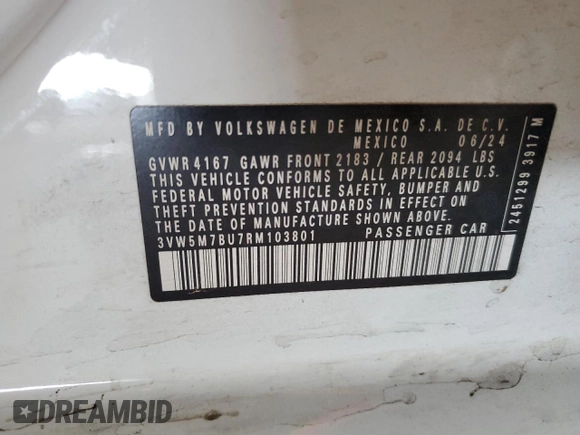 MFD BY VOLKSWAGEN DE MEXICO S.A. DE C.V.
MEXICO 06/24
GVWR 4167 GAWR FRONT 2183 / REAR 2094 LBS
THIS VEHICLE CONFORMS TO ALL APPLICABLE U.S.
FEDERAL MOTOR VEHICLE SAFETY, BUMPER AND
THEFT PREVENTION STANDARDS IN EFFECT ON
THE DATE OF MANUFACTURE SHOWN ABOVE.
3VW5M7BU7RM103801 PASSENGER CAR
2451299 3917 M
DREAMBID